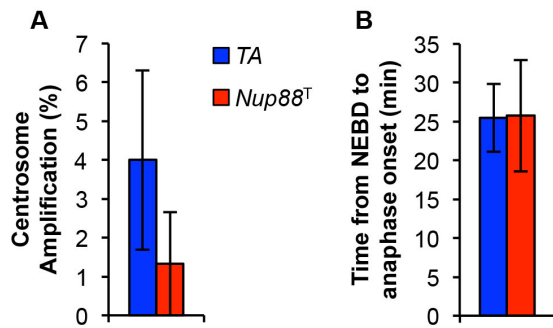 A
Centrosome
Amplification (%)
7
6
5
4
3
2
1
0
TA
Nup88ᵀ
B
Time from NEBD to
anaphase onset (min)
35
30
25
20
15
10
5
0